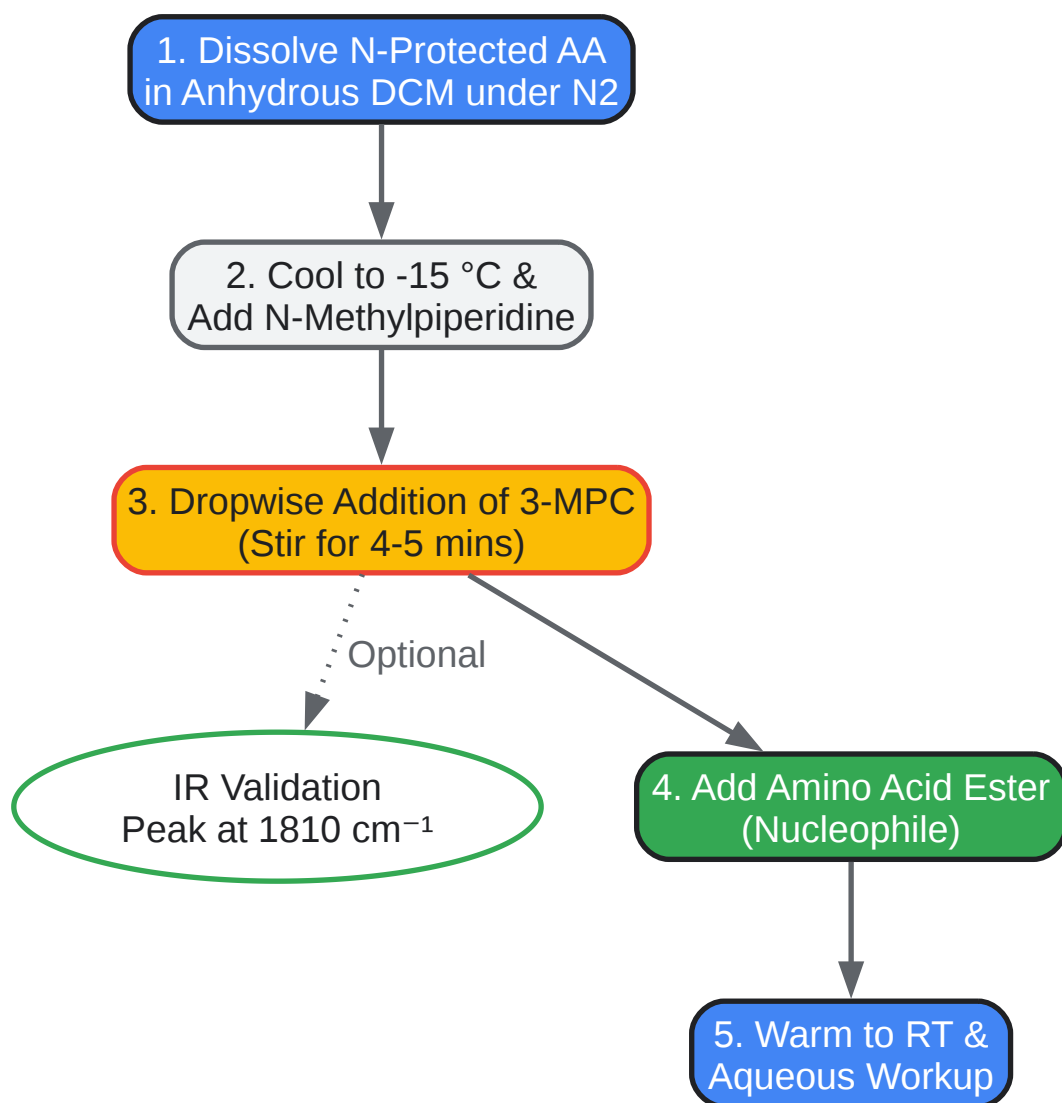 1. Dissolve N-Protected AA
in Anhydrous DCM under N2
2. Cool to -15 °C &
Add N-Methylpiperidine
3. Dropwise Addition of 3-MPC
(Stir for 4-5 mins)
Optional
IR Validation
Peak at 1810 cm⁻¹
4. Add Amino Acid Ester
(Nucleophile)
5. Warm to RT &
Aqueous Workup